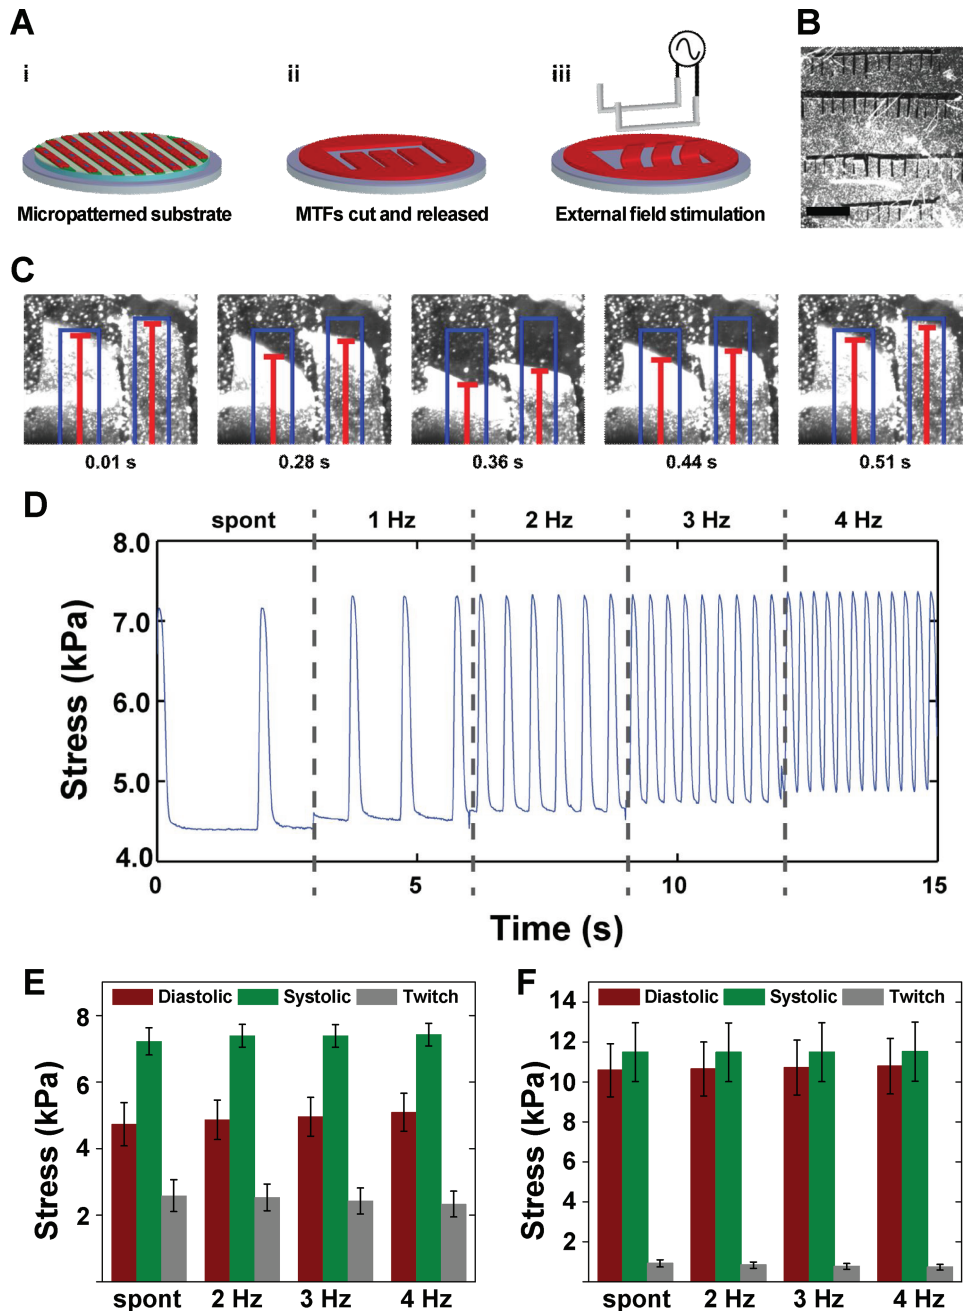 A
B
i
ii
iii
Micropatterned substrate
MTFs cut and released
External field stimulation
C
0.01 s
0.28 s
0.36 s
0.44 s
0.51 s
D
spont
1 Hz
2 Hz
3 Hz
4 Hz
8.0
7.0
6.0
5.0
4.0
Stress (kPa)
0
5
10
15
Time (s)
E
Diastolic
Systolic
Twitch
8
6
4
2
Stress (kPa)
spont
2 Hz
3 Hz
4 Hz
F
Diastolic
Systolic
Twitch
14
12
10
8
6
4
2
Stress (kPa)
spont
2 Hz
3 Hz
4 Hz